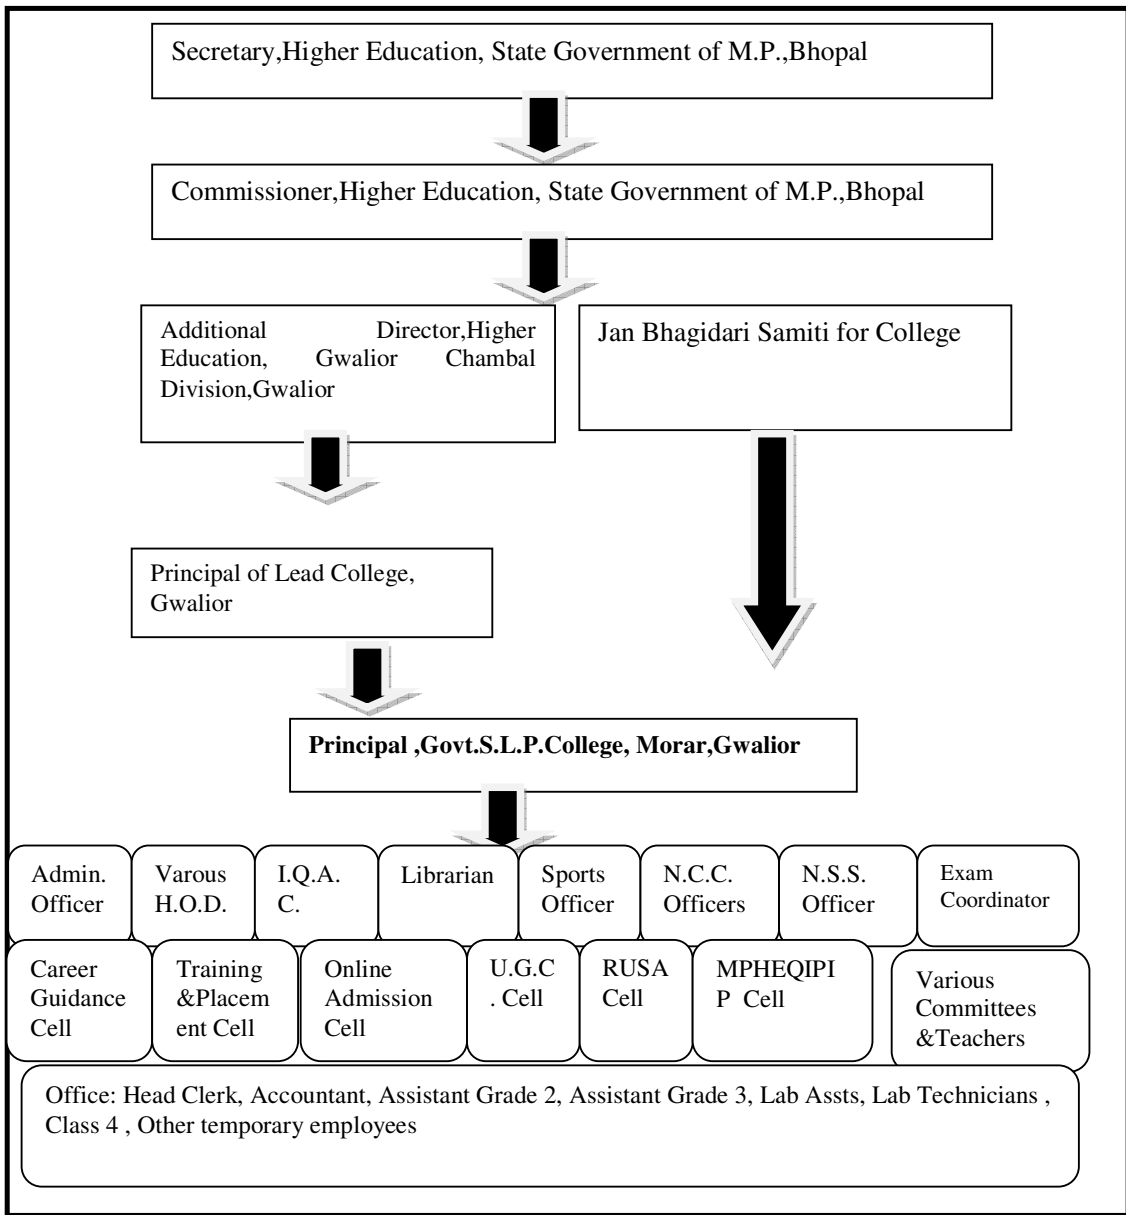 Secretary,Higher Education, State Government of M.P.,Bhopal
Commissioner,Higher Education, State Government of M.P.,Bhopal
Additional Director,Higher
Education, Gwalior Chambal
Division,Gwalior
Jan Bhagidari Samiti for College
Principal of Lead College,
Gwalior
Principal ,Govt.S.L.P.College, Morar,Gwalior
Admin.
Officer
Varous
H.O.D.
I.Q.A.
C.
Librarian
Sports
Officer
N.C.C.
Officers
N.S.S.
Officer
Exam
Coordinator
Career
Guidance
Cell
Training
&Placem
ent Cell
Online
Admission
Cell
U.G.C
. Cell
RUSA
Cell
MPHEQIPI
P Cell
Various
Committees
&Teachers
Office: Head Clerk, Accountant, Assistant Grade 2, Assistant Grade 3, Lab Assts, Lab Technicians ,
Class 4 , Other temporary employees